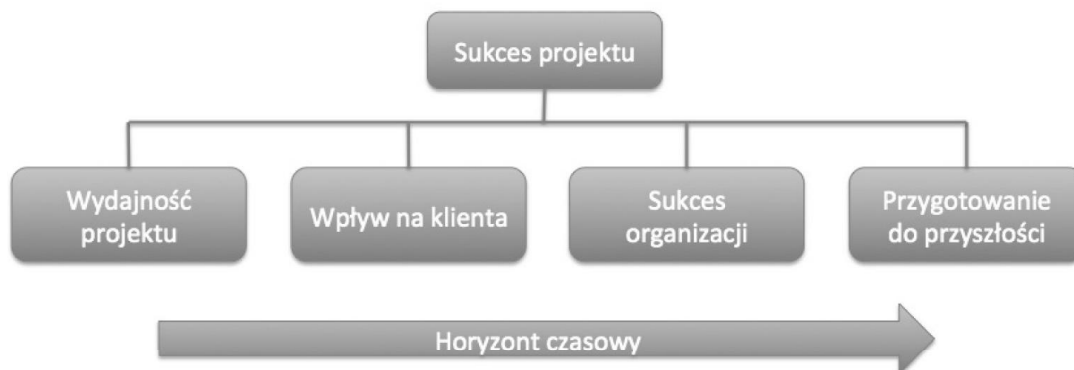 Sukces projektu
Wydajność
projektu
Wpływ na klienta
Sukces
organizacji
Przygotowanie
do przyszłości
Horyzont czasowy